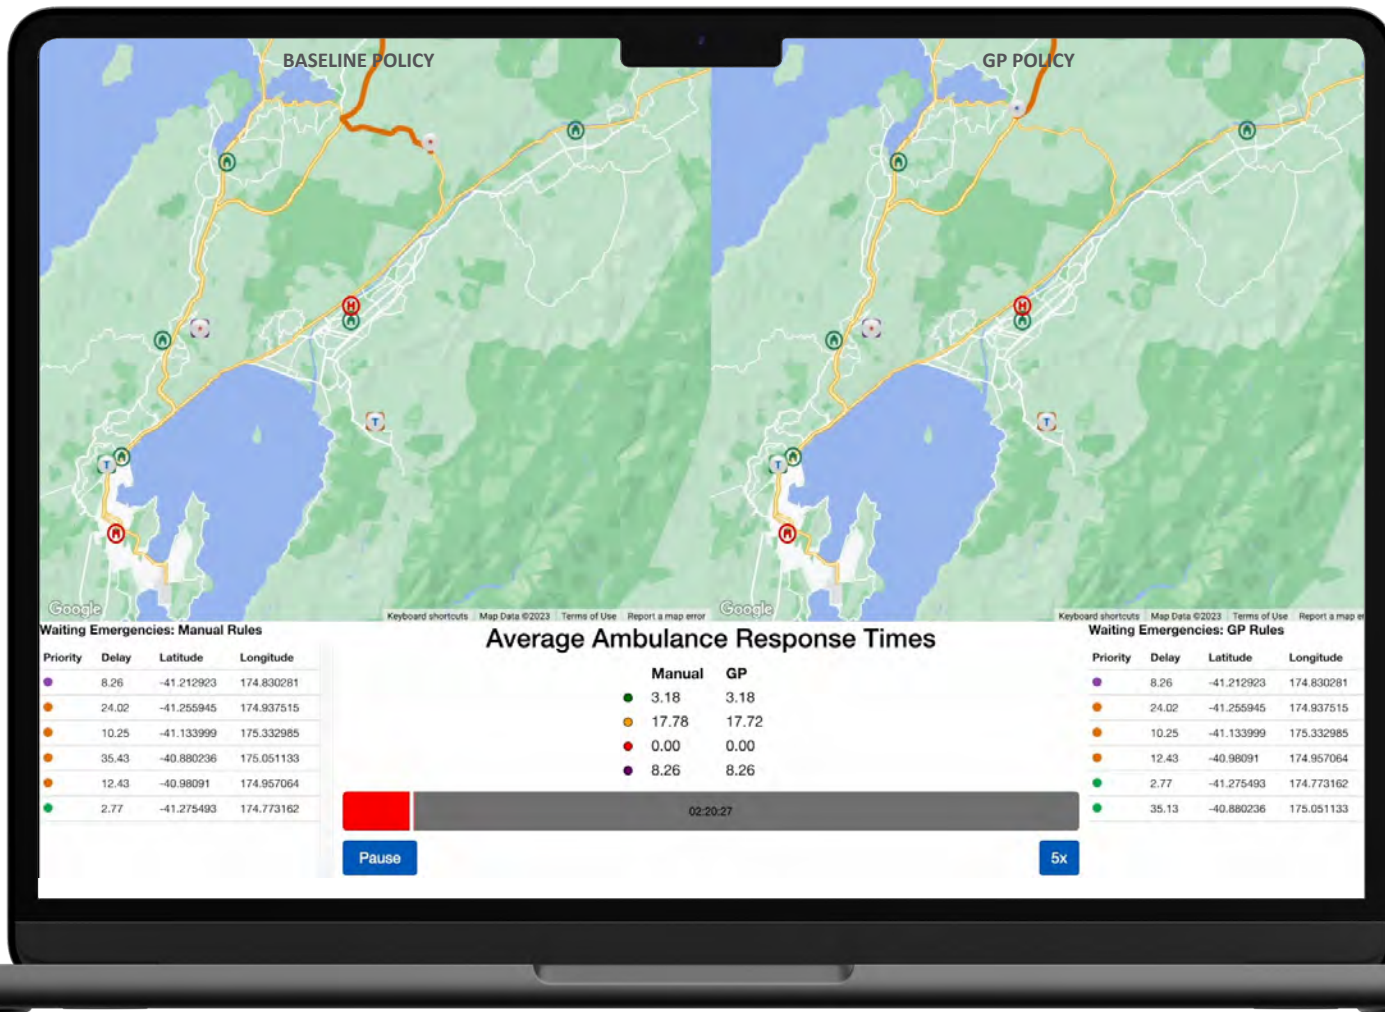 BASELINE POLICY
GP POLICY
H
H
T
T
T
T
H
H
Google
Keyboard shortcuts Map Data ©2023 Terms of Use Report a map error
Google
Keyboard shortcuts Map Data ©2023 Terms of Use Report a map er
Waiting Emergencies: Manual Rules
Priority Delay Latitude Longitude
8.26 -41.212923 174.830281
24.02 -41.255945 174.937515
10.25 -41.133999 175.332985
35.43 -40.880236 175.051133
12.43 -40.98091 174.957064
2.77 -41.275493 174.773162
Average Ambulance Response Times
Manual GP
3.18 3.18
17.78 17.72
0.00 0.00
8.26 8.26
02:20:27
Pause
5x
Waiting Emergencies: GP Rules
Priority Delay Latitude Longitude
8.26 -41.212923 174.830281
24.02 -41.255945 174.937515
10.25 -41.133999 175.332985
12.43 -40.98091 174.957064
2.77 -41.275493 174.773162
35.13 -40.880236 175.051133